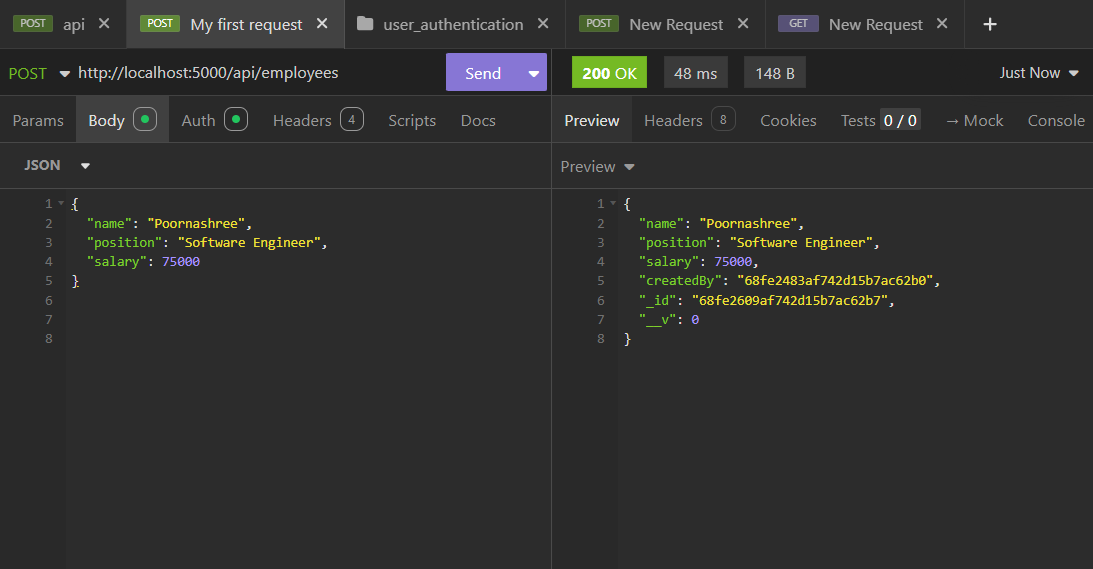 POST api × POST My first request × user_authentication × POST New Request × GET New Request × +
POST http://localhost:5000/api/employees Send
200 OK 48 ms 148 B Just Now
Params Body Auth Headers 4 Scripts Docs
Preview Headers 8 Cookies Tests 0 / 0 → Mock Console
JSON
Preview
1 {
2 "name": "Poornashree",
3 "position": "Software Engineer",
4 "salary": 75000
5 }
6
7
8
1 {
2 "name": "Poornashree",
3 "position": "Software Engineer",
4 "salary": 75000,
5 "createdBy": "68fe2483af742d15b7ac62b0",
6 "_id": "68fe2609af742d15b7ac62b7",
7 "__v": 0
8 }